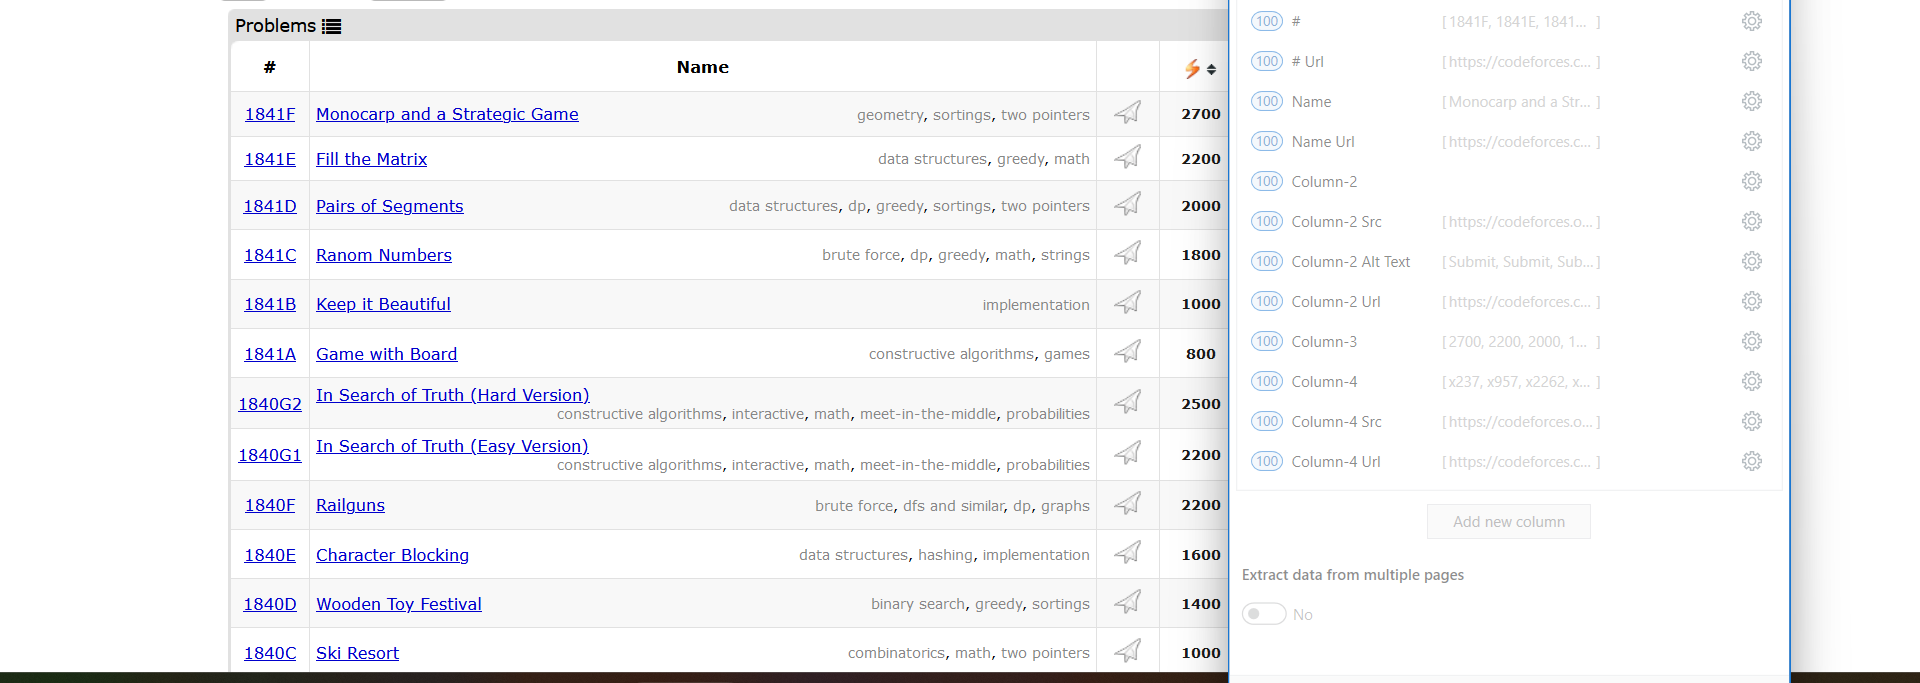 Problems
# Name
1841F Monocarp and a Strategic Game geometry, sortings, two pointers 2700
1841E Fill the Matrix data structures, greedy, math 2200
1841D Pairs of Segments data structures, dp, greedy, sortings, two pointers 2000
1841C Ranom Numbers brute force, dp, greedy, math, strings 1800
1841B Keep it Beautiful implementation 1000
1841A Game with Board constructive algorithms, games 800
1840G2 In Search of Truth (Hard Version) 2500
constructive algorithms, interactive, math, meet-in-the-middle, probabilities
1840G1 In Search of Truth (Easy Version) 2200
constructive algorithms, interactive, math, meet-in-the-middle, probabilities
1840F Railguns brute force, dfs and similar, dp, graphs 2200
1840E Character Blocking data structures, hashing, implementation 1600
1840D Wooden Toy Festival binary search, greedy, sortings 1400
1840C Ski Resort combinatorics, math, two pointers 1000
100 # [1841F, 1841E, 1841... ]
100 # Url [https://codeforces.c... ]
100 Name [Monocarp and a Str... ]
100 Name Url [https://codeforces.c... ]
100 Column-2
100 Column-2 Src [https://codeforces.o... ]
100 Column-2 Alt Text [Submit, Submit, Sub... ]
100 Column-2 Url [https://codeforces.c... ]
100 Column-3 [2700, 2200, 2000, 1... ]
100 Column-4 [x237, x957, x2262, x... ]
100 Column-4 Src [https://codeforces.o... ]
100 Column-4 Url [https://codeforces.c... ]
Add new column
Extract data from multiple pages
No